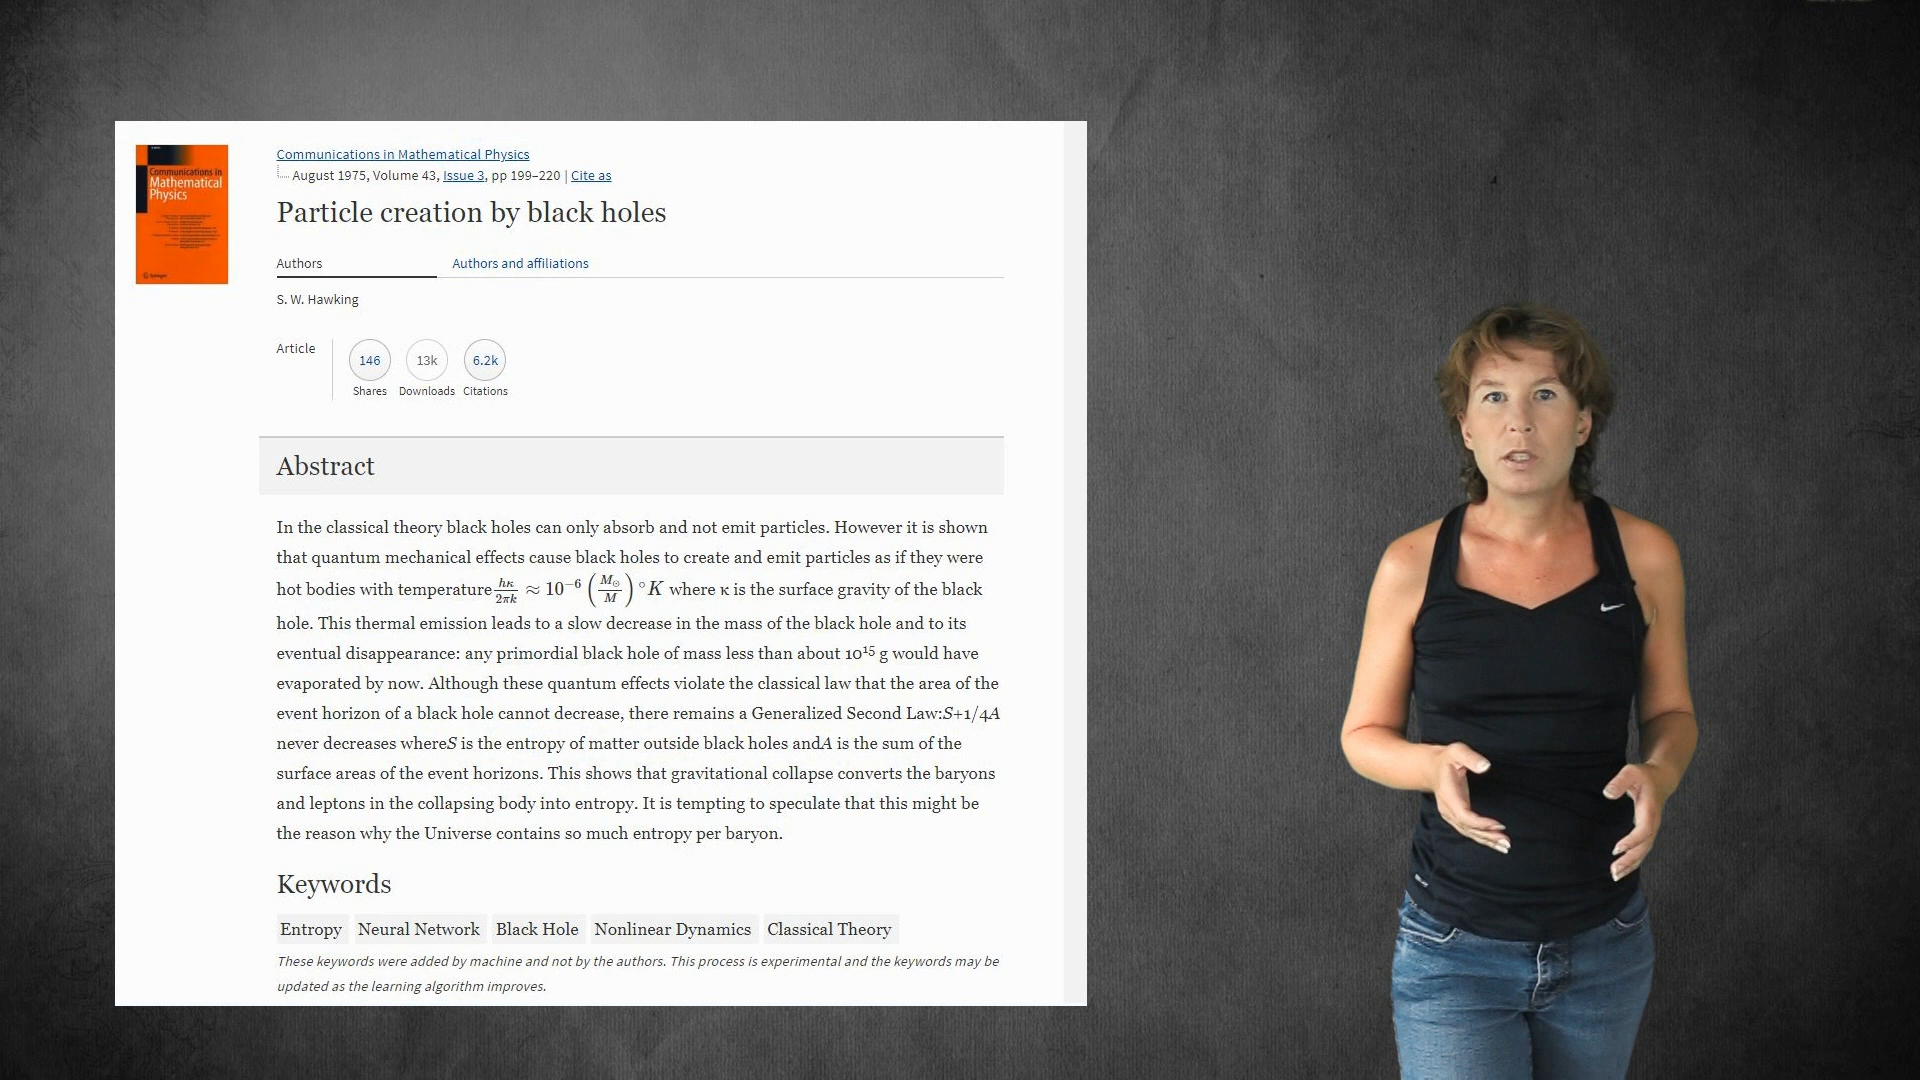 Communications in
Mathematical
Physics
Springer
Communications in Mathematical Physics
August 1975, Volume 43, Issue 3, pp 199–220 | Cite as
Particle creation by black holes
Authors
Authors and affiliations
S. W. Hawking
Article
146
13k
6.2k
Shares
Downloads
Citations
Abstract
In the classical theory black holes can only absorb and not emit particles. However it is shown
that quantum mechanical effects cause black holes to create and emit particles as if they were
hot bodies with temperature hκ/2πk ≈ 10⁻⁶ (M☉/M) °K where κ is the surface gravity of the black
hole. This thermal emission leads to a slow decrease in the mass of the black hole and to its
eventual disappearance: any primordial black hole of mass less than about 10¹⁵ g would have
evaporated by now. Although these quantum effects violate the classical law that the area of the
event horizon of a black hole cannot decrease, there remains a Generalized Second Law:S+1/4A
never decreases whereS is the entropy of matter outside black holes andA is the sum of the
surface areas of the event horizons. This shows that gravitational collapse converts the baryons
and leptons in the collapsing body into entropy. It is tempting to speculate that this might be
the reason why the Universe contains so much entropy per baryon.
Keywords
Entropy
Neural Network
Black Hole
Nonlinear Dynamics
Classical Theory
These keywords were added by machine and not by the authors. This process is experimental and the keywords may be
updated as the learning algorithm improves.